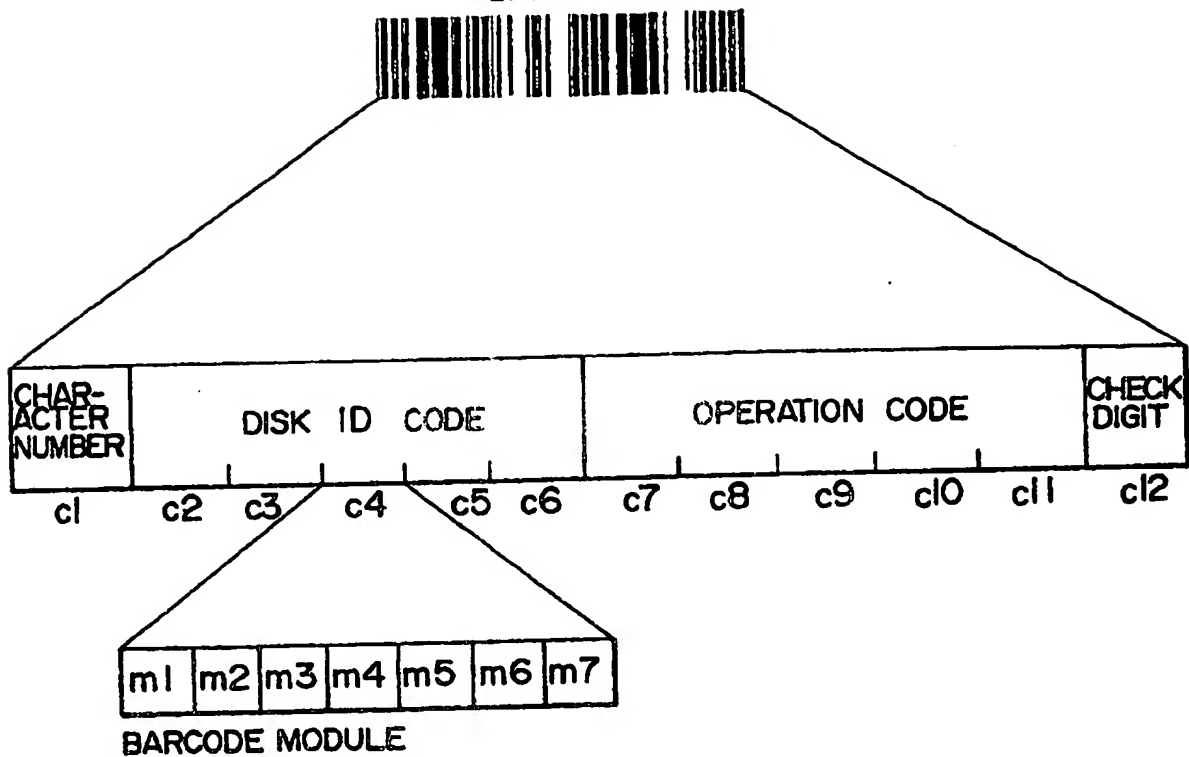 CHAR-
ACTER
NUMBER
DISK ID CODE
OPERATION CODE
CHECK
DIGIT
c1 c2 c3 c4 c5 c6 c7 c8 c9 c10 c11 c12
m1 m2 m3 m4 m5 m6 m7
BARCODE MODULE